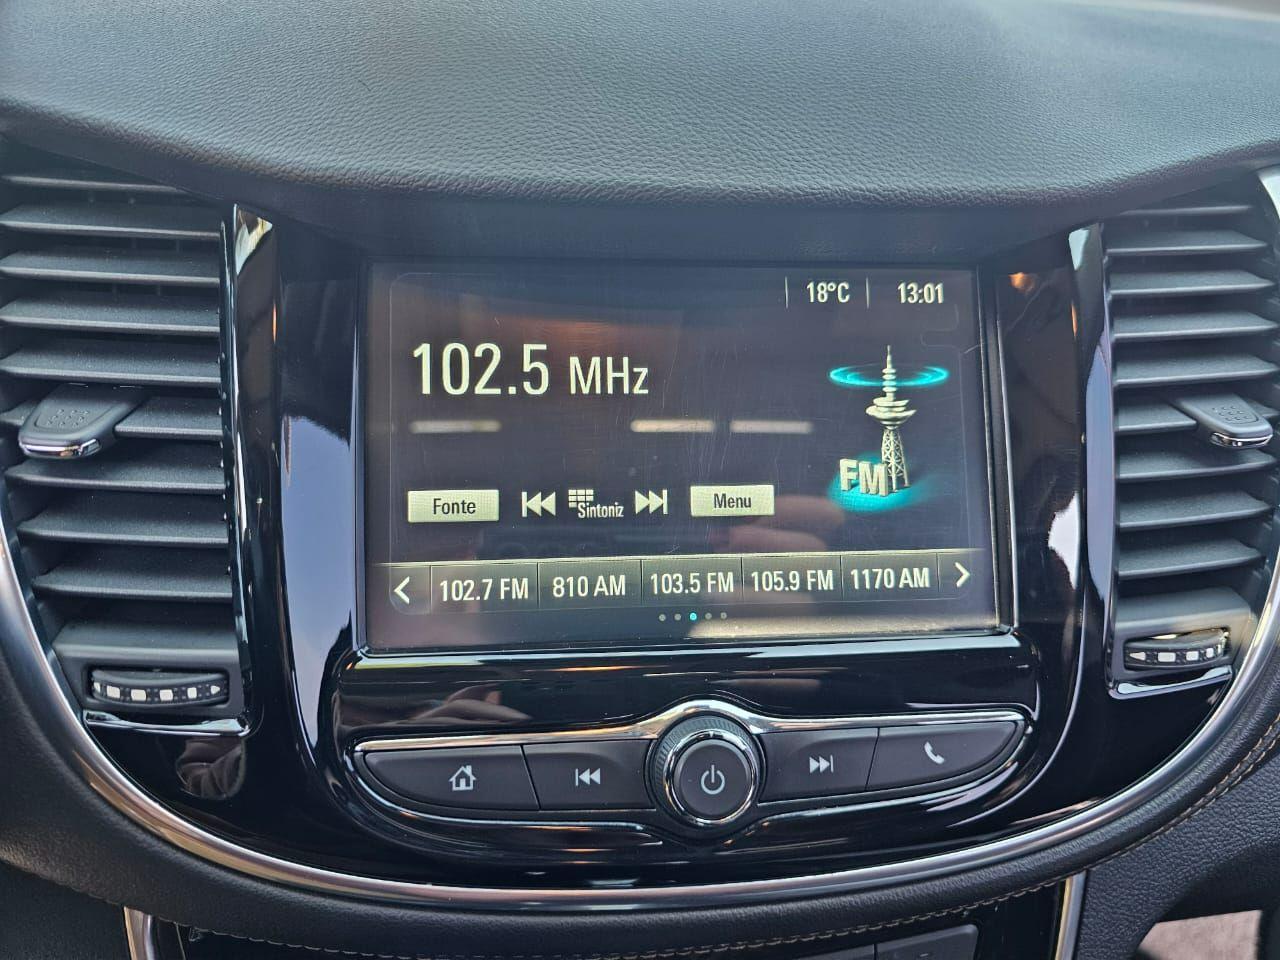 18°C 13:01
102.5 MHz
FM
Fonte Sintoniz Menu
102.7 FM 810 AM 103.5 FM 105.9 FM 1170 AM